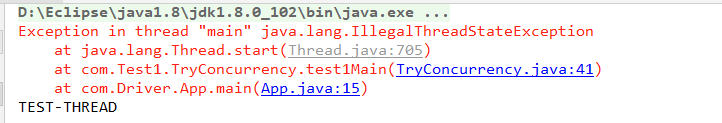 D:\Eclipse\java1.8\jdk1.8.0_102\bin\java.exe ...
Exception in thread "main" java.lang.IllegalThreadStateException
at java.lang.Thread.start(Thread.java:705)
at com.Test1.TryConcurrency.test1Main(TryConcurrency.java:41)
at com.Driver.App.main(App.java:15)
TEST-THREAD